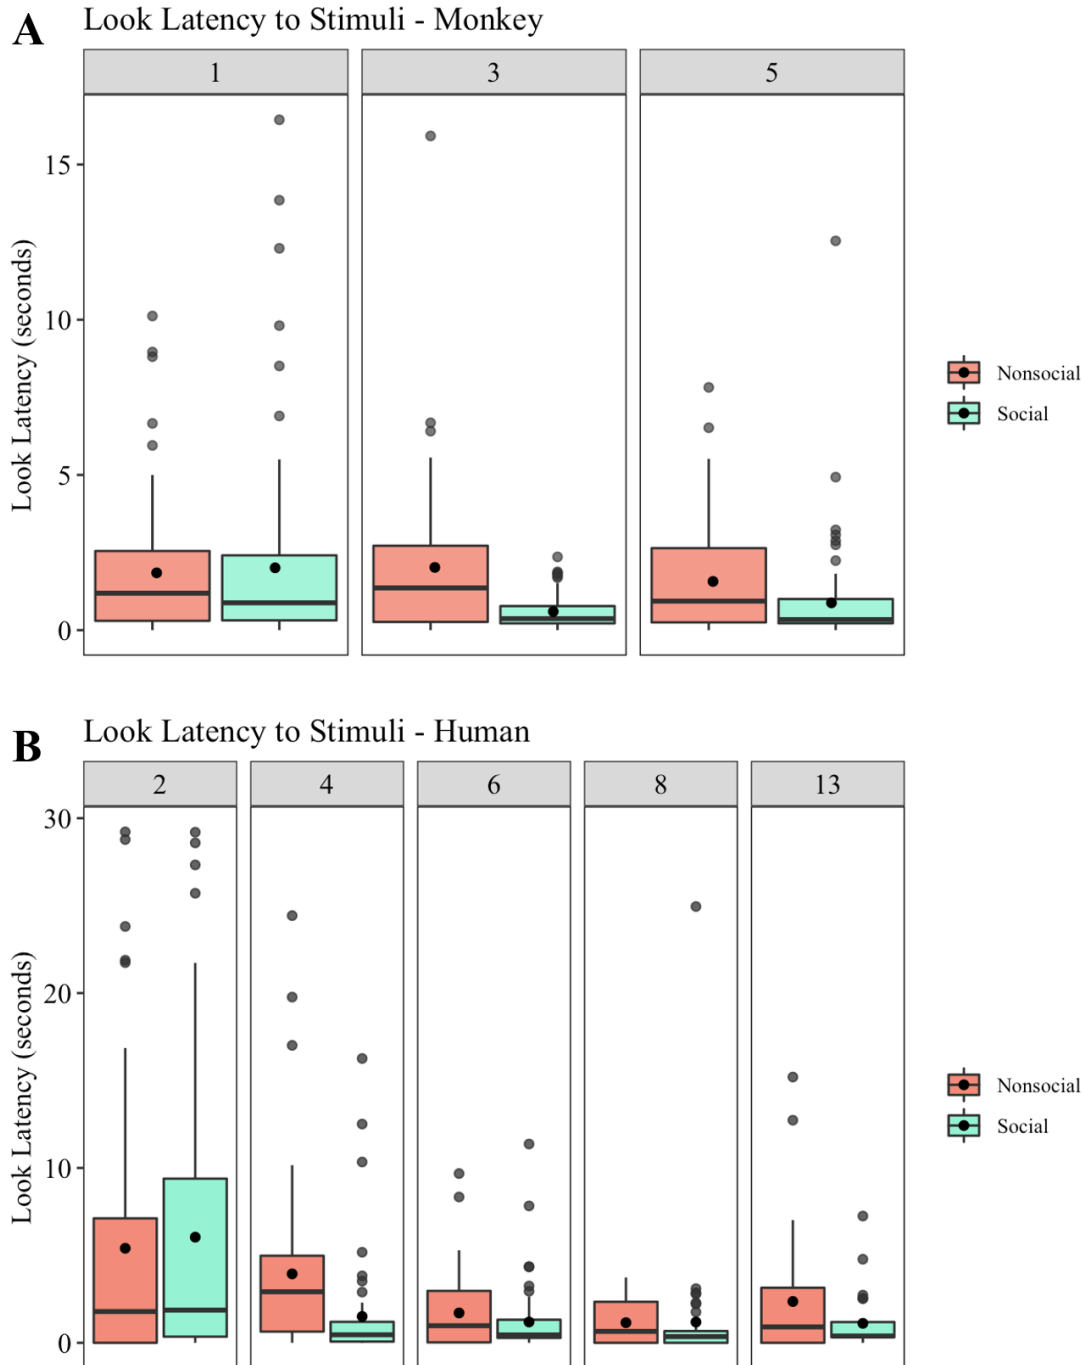 A
Look Latency to Stimuli - Monkey
1 3 5
Look Latency (seconds)
15
10
5
0
Nonsocial
Social
B
Look Latency to Stimuli - Human
2 4 6 8 13
Look Latency (seconds)
30
20
10
0
Nonsocial
Social